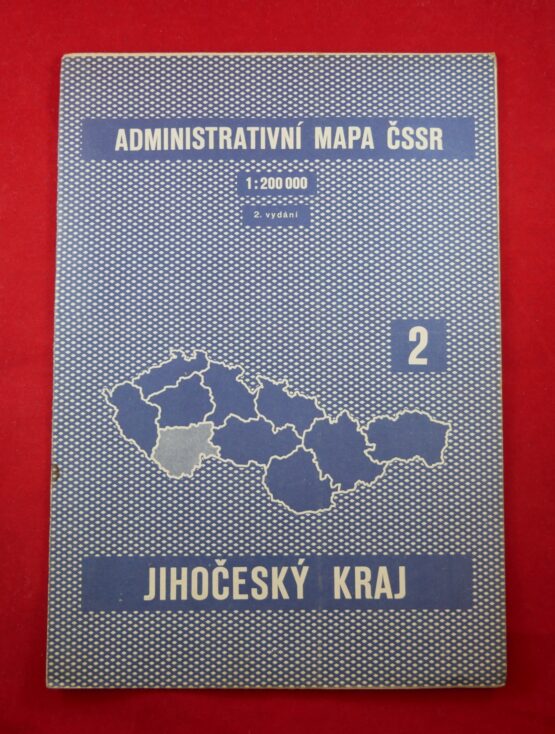 ADMINISTRATIVNÍ MAPA ČSSR
1:200 000
2. vydání
2
JIHOČESKÝ KRAJ